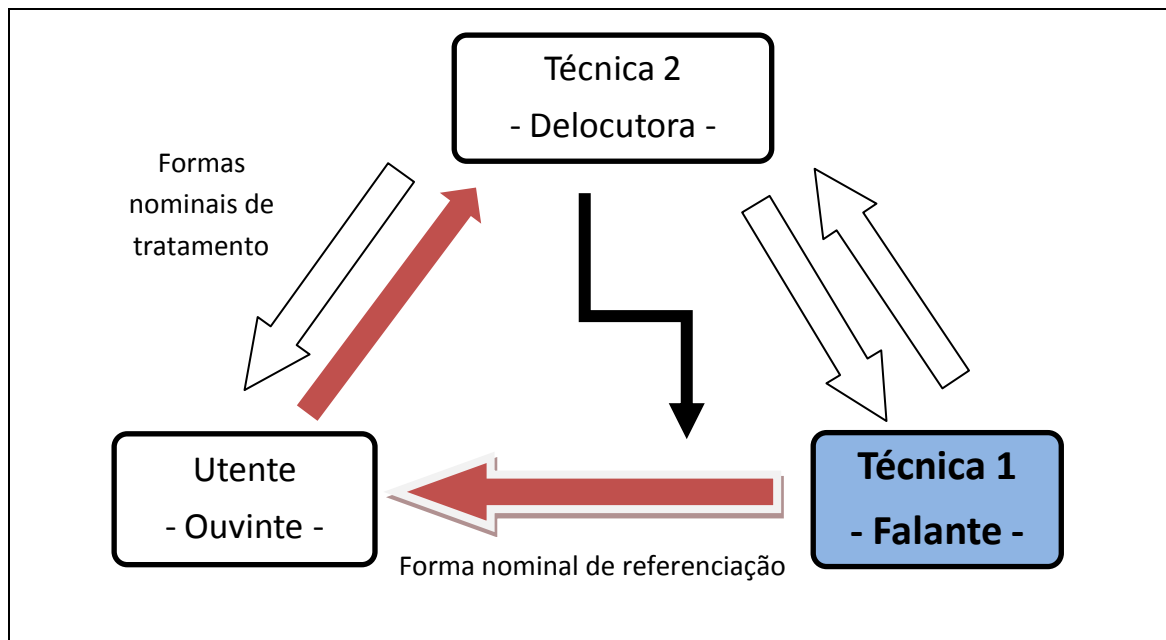 Técnica 2
- Delocutora -
Formas
nominais de
tratamento
Utente
- Ouvinte -
Técnica 1
- Falante -
Forma nominal de referenciação